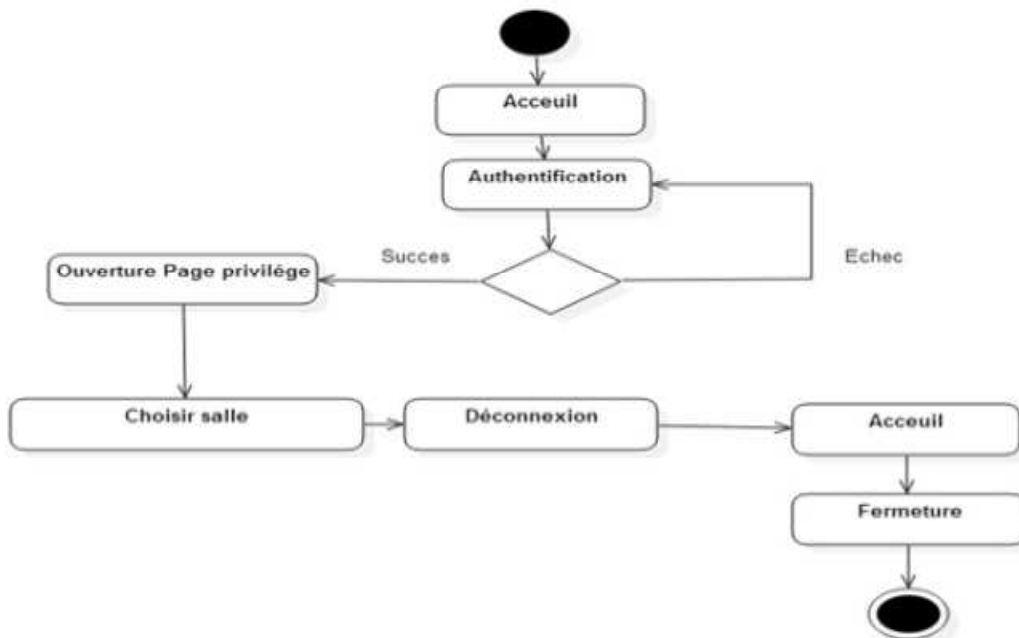 Acceuil
Authentification
Succes
Echec
Ouverture Page privilége
Choisir salle
Déconnexion
Acceuil
Fermeture